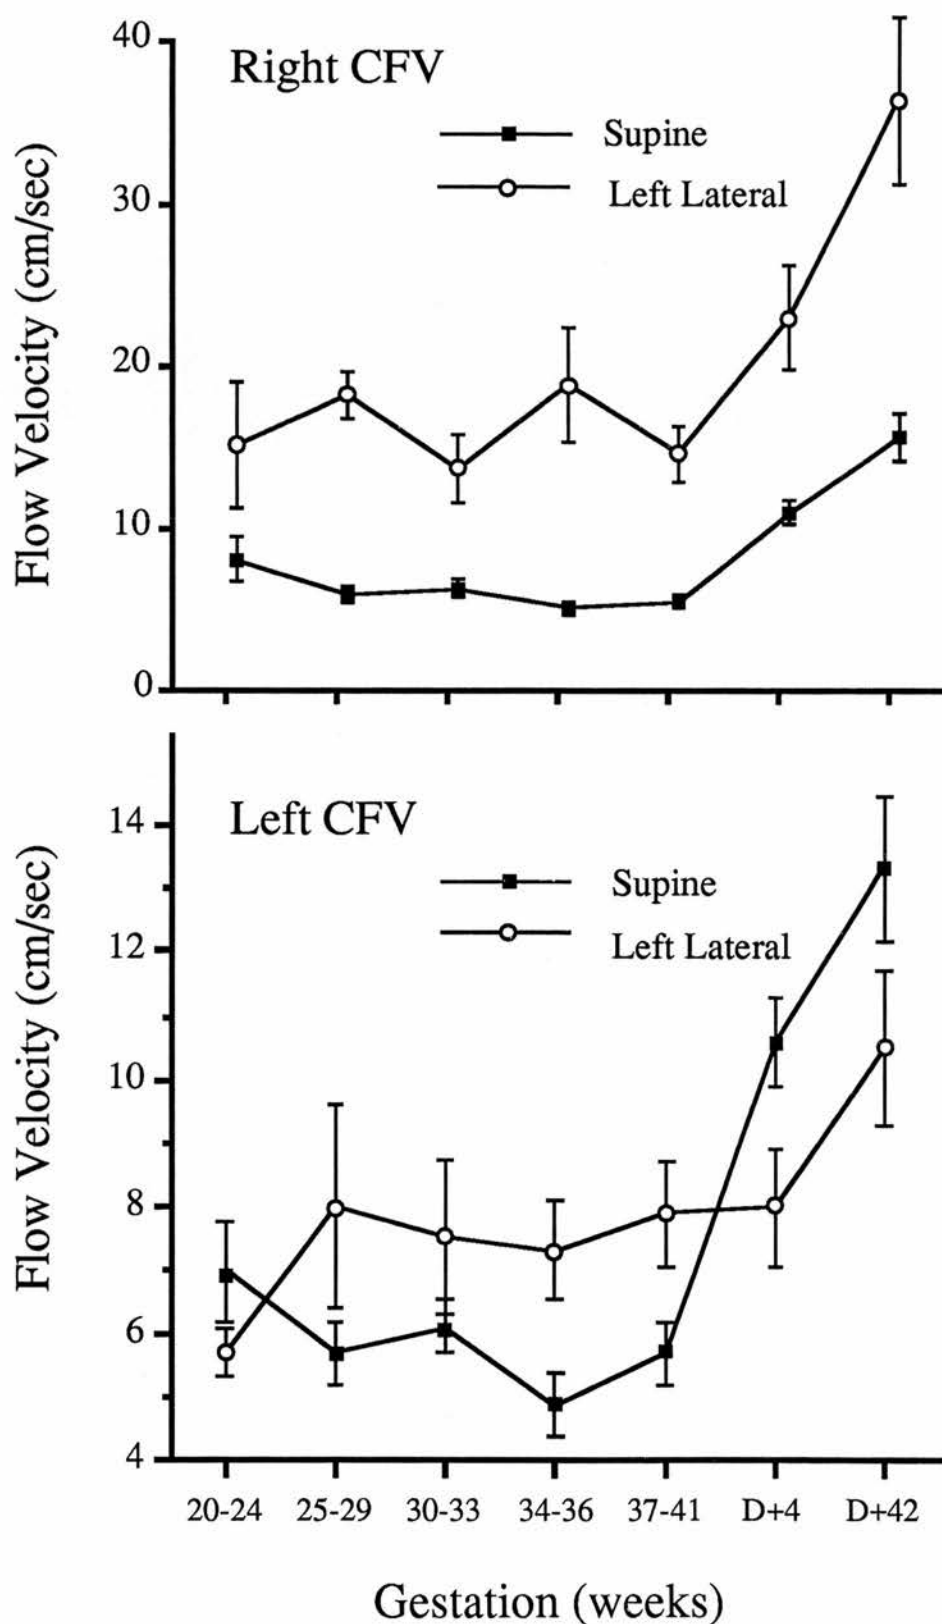 Right CFV
Supine
Left Lateral
Flow Velocity (cm/sec)
40
30
20
10
0
Left CFV
Supine
Left Lateral
Flow Velocity (cm/sec)
14
12
10
8
6
4
20-24 25-29 30-33 34-36 37-41 D+4 D+42
Gestation (weeks)